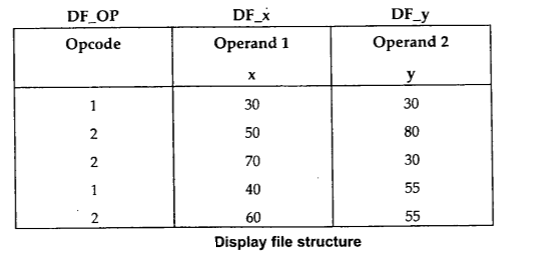 DF_OP DF_x DF_y
Opcode Operand 1 Operand 2
x y
1 30 30
2 50 80
2 70 30
1 40 55
2 60 55
Display file structure